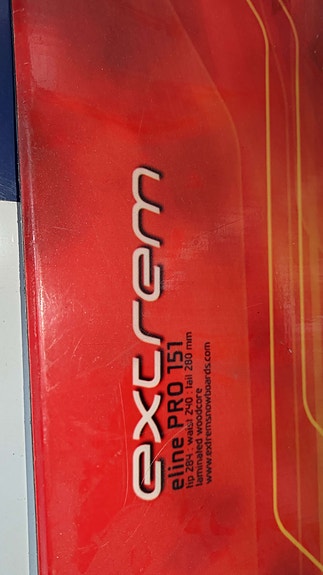 extrem
eline PRO 151
tip 284 : waist 240 : tail 280 mm
laminated woodcore
www.extremsnowboards.com